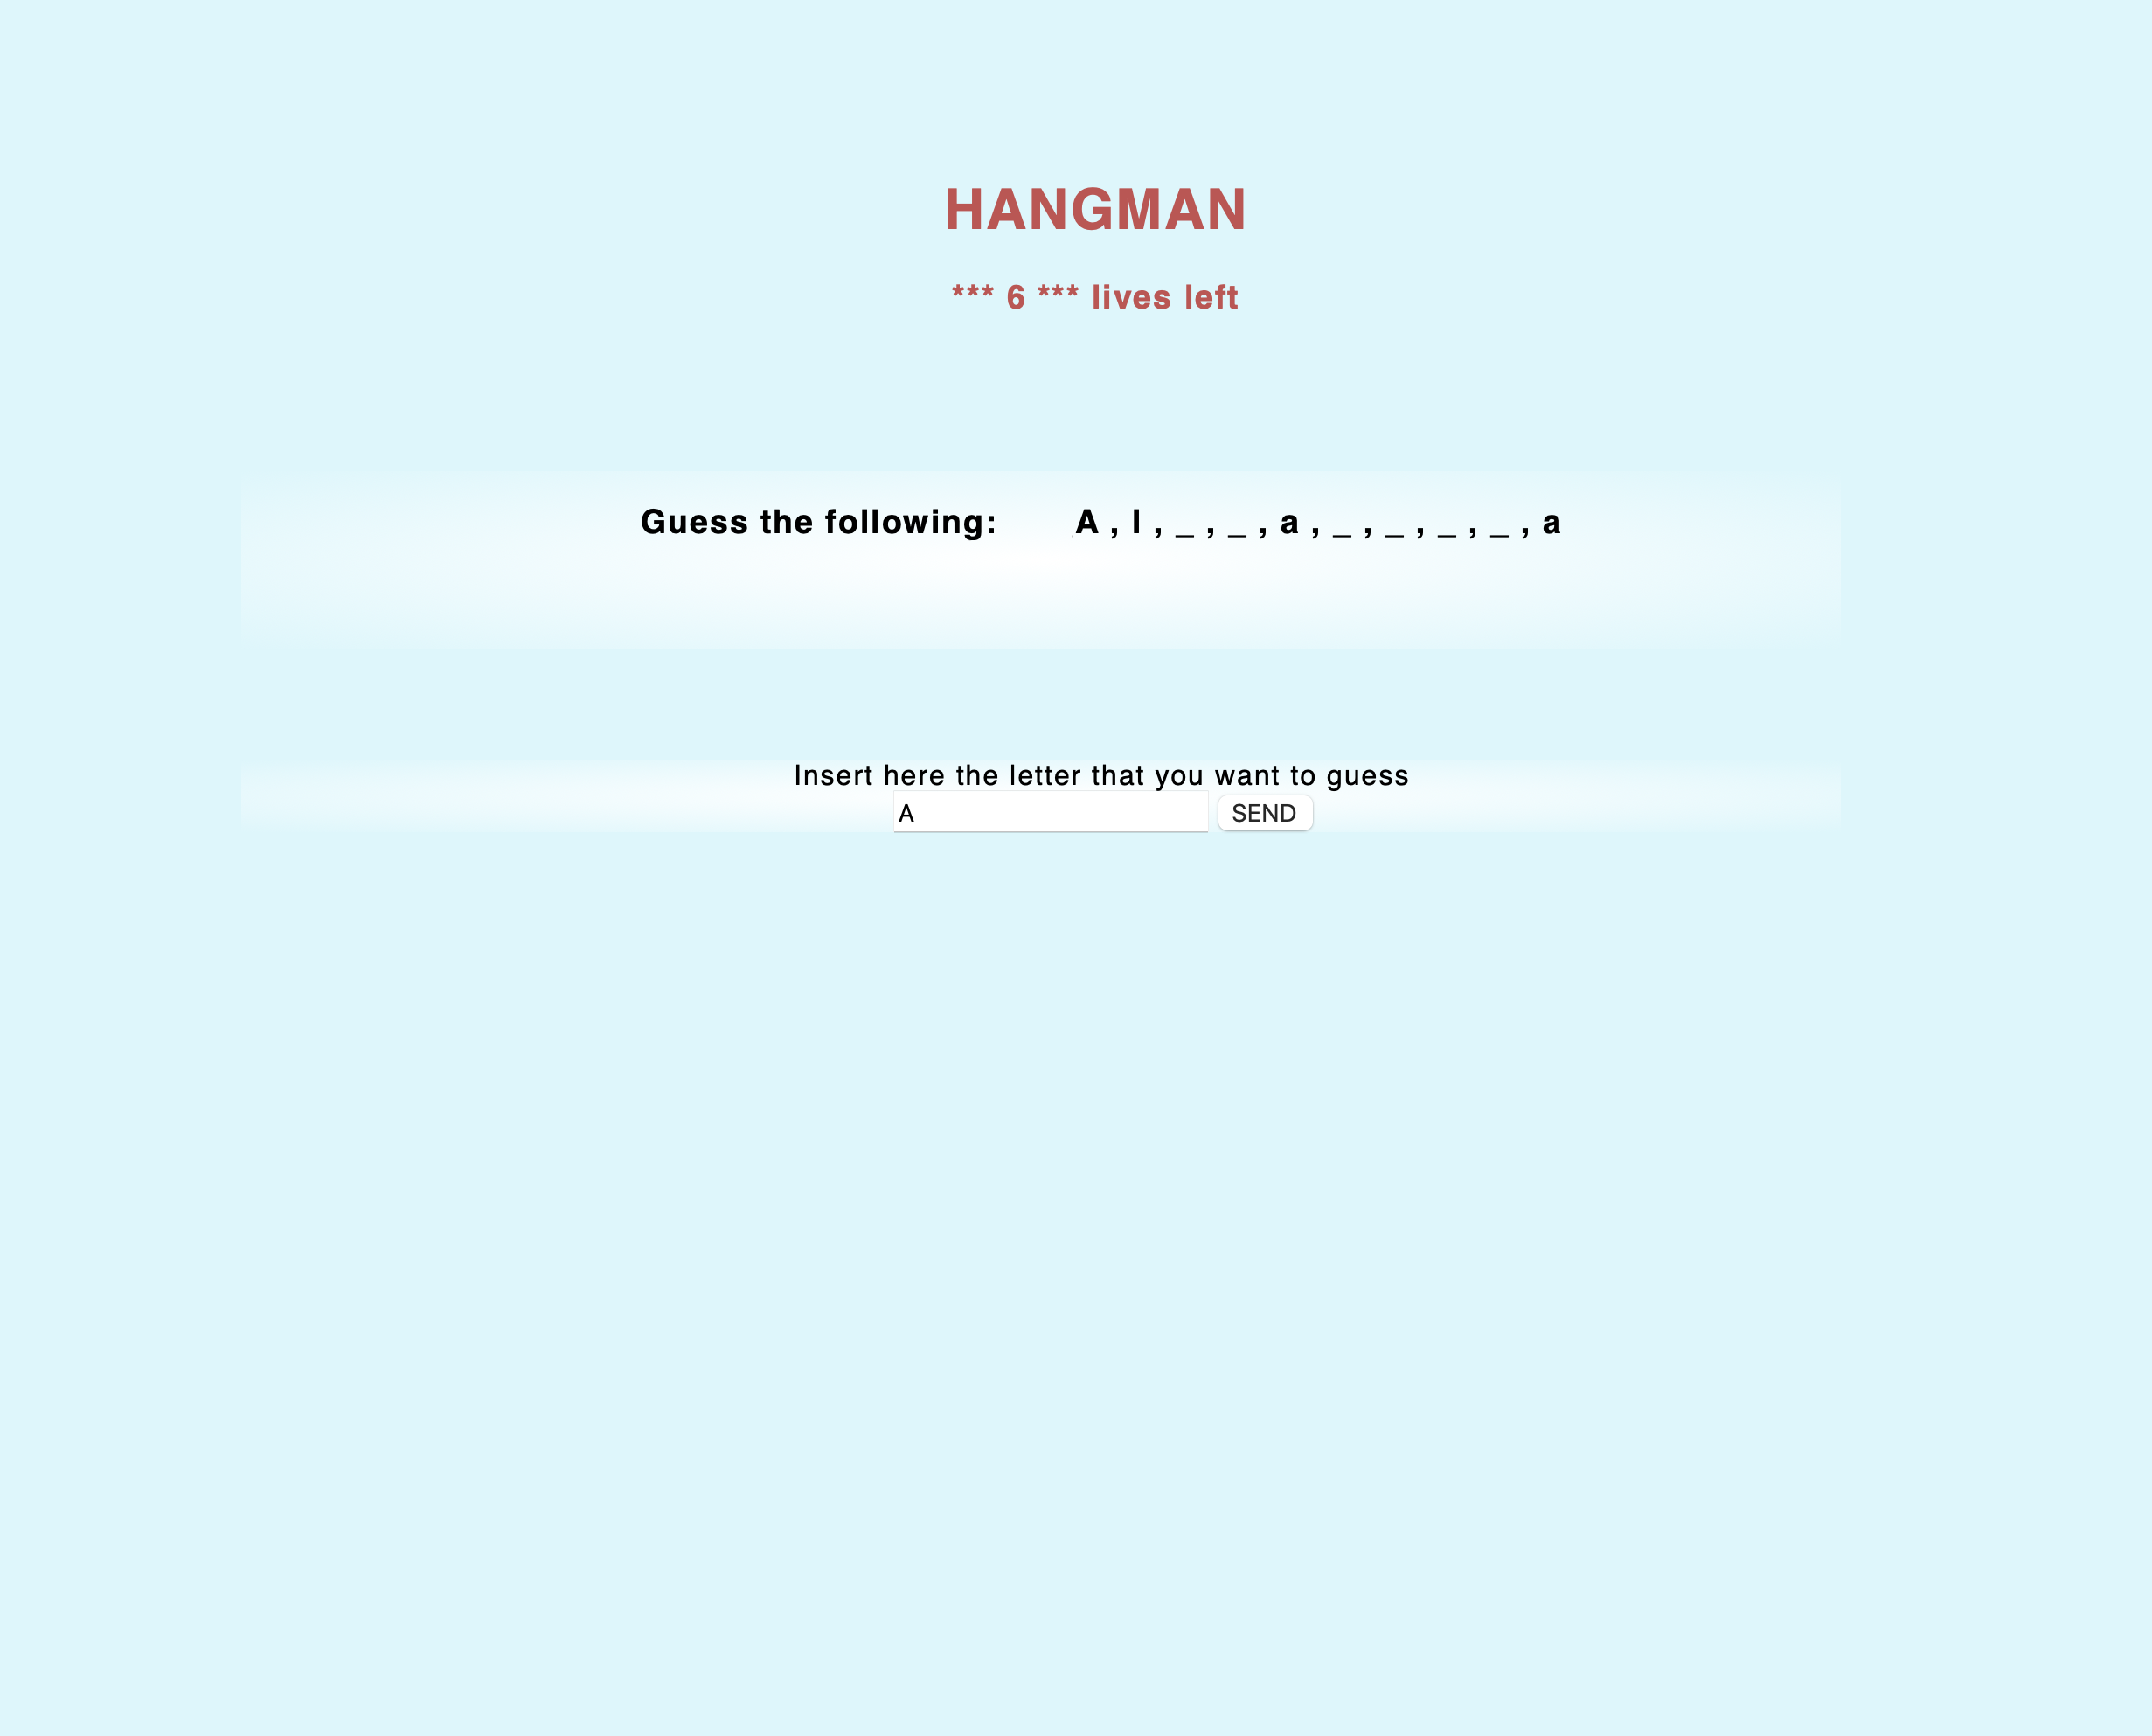 HANGMAN
*** 6 *** lives left
Guess the following: A , l , _ , _ , a , _ , _ , _ , _ , a
Insert here the letter that you want to guess
A SEND